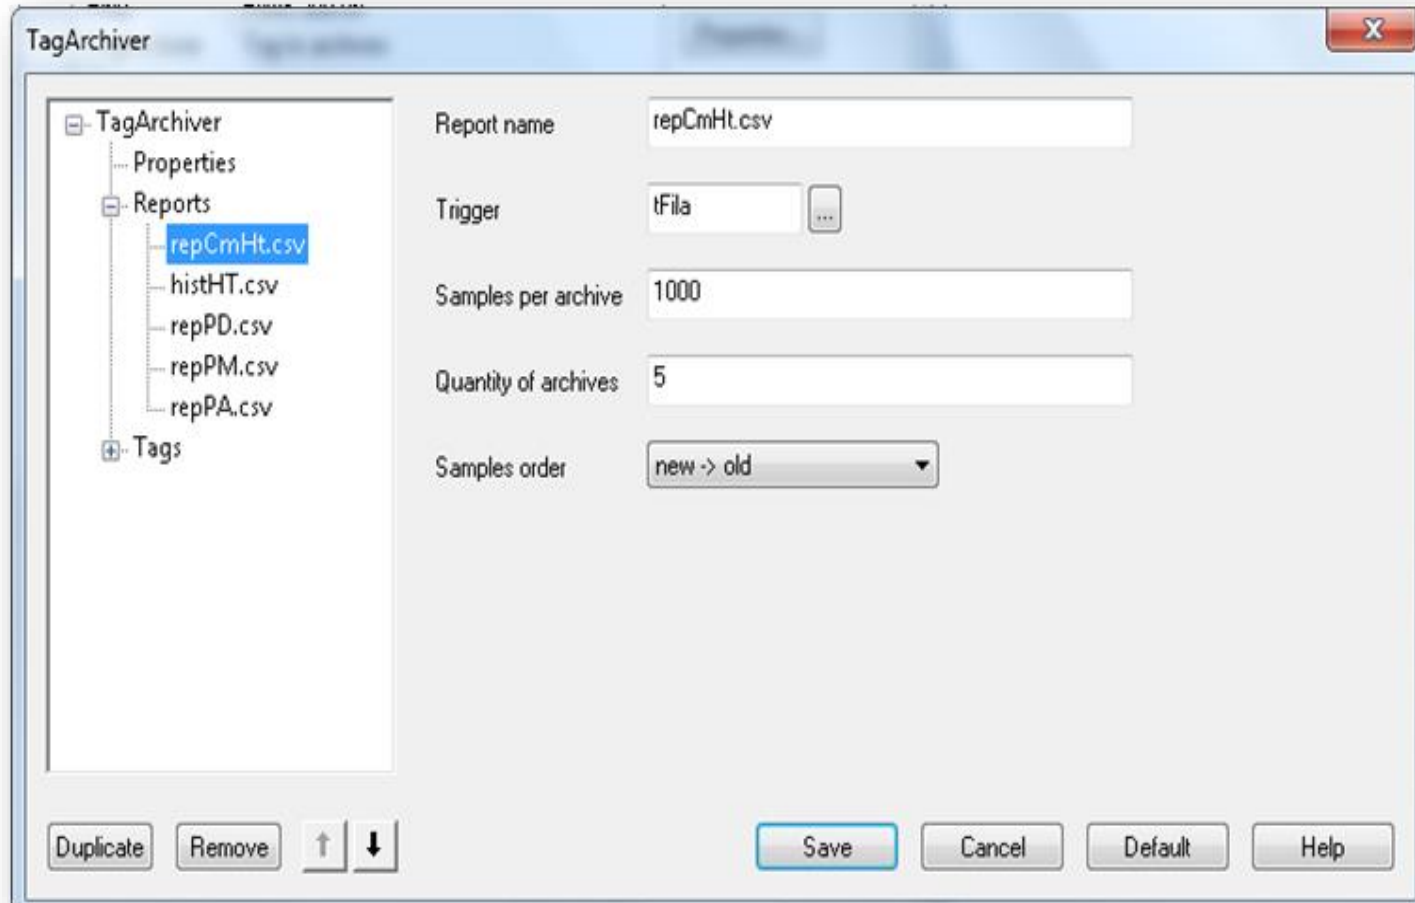 TagArchiver
TagArchiver
Properties
Reports
repCmHt.csv
histHT.csv
repPD.csv
repPM.csv
repPA.csv
Tags
Report name
repCmHt.csv
Trigger
tFila
...
Samples per archive
1000
Quantity of archives
5
Samples order
new -> old
Duplicate
Remove
Save
Cancel
Default
Help